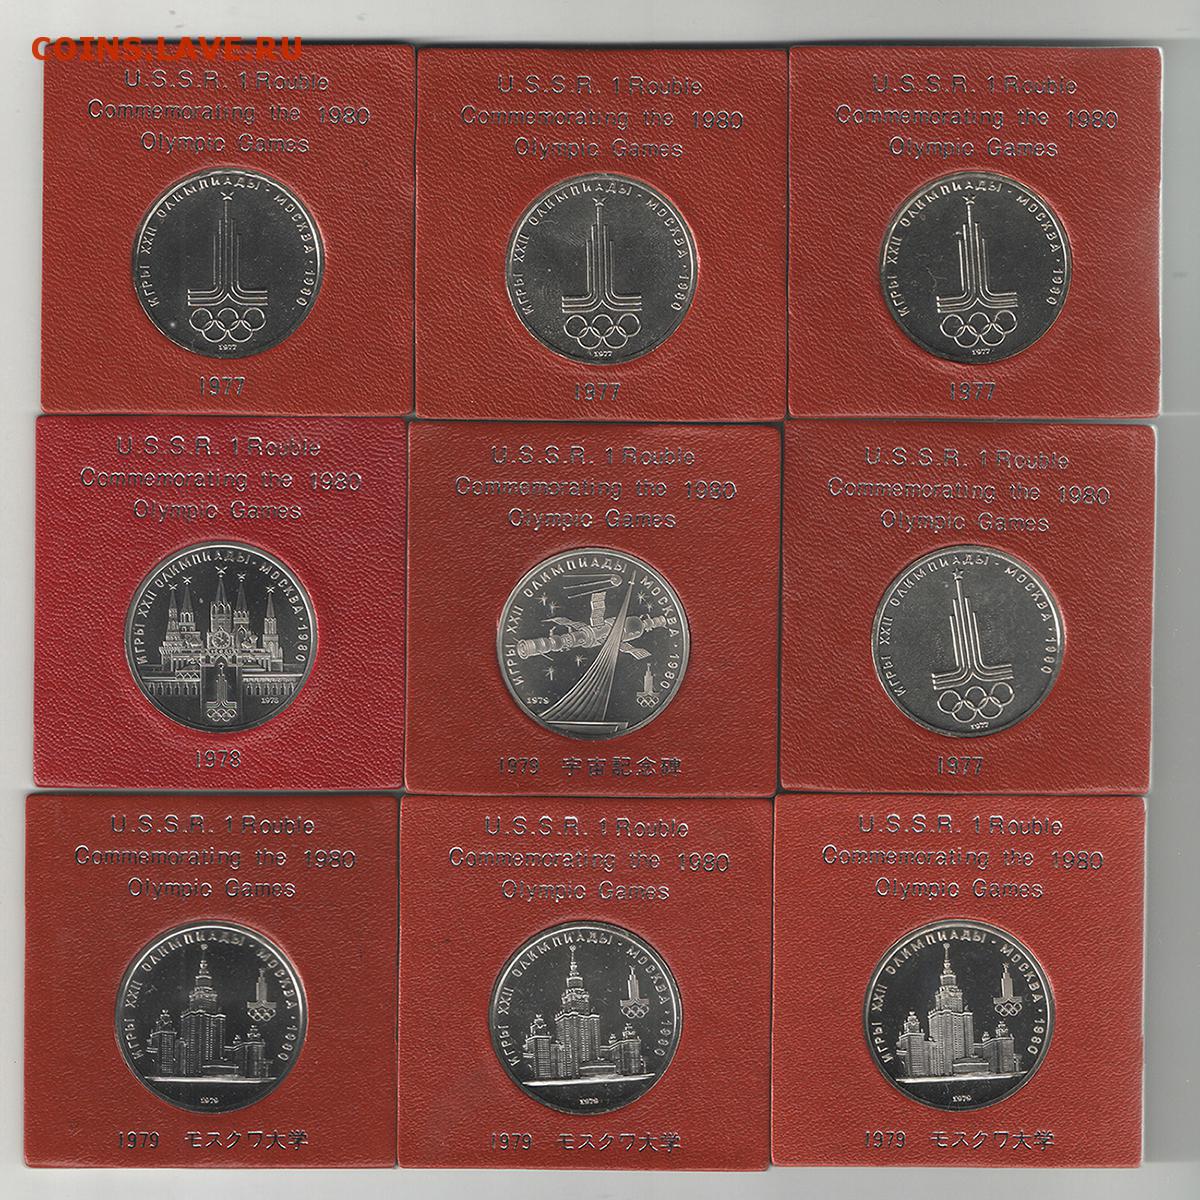 COINS.LAVE.RU
U.S.S.R. 1 Rouble
Commemorating the 1980
Olympic Games
ИГРЫ XXII ОЛИМПИАДЫ · МОСКВА · 1980
1977
1977
U.S.S.R. 1 Rouble
Commemorating the 1980
Olympic Games
ИГРЫ XXII ОЛИМПИАДЫ · МОСКВА · 1980
1977
1977
U.S.S.R. 1 Rouble
Commemorating the 1980
Olympic Games
ИГРЫ XXII ОЛИМПИАДЫ · МОСКВА · 1980
1977
1977
U.S.S.R. 1 Rouble
Commemorating the 1980
Olympic Games
ИГРЫ XXII ОЛИМПИАДЫ · МОСКВА · 1980
1978
1978
U.S.S.R. 1 Rouble
Commemorating the 1980
Olympic Games
ИГРЫ XXII ОЛИМПИАДЫ МОСКВА · 1980
1979
1979 宇宙記念碑
U.S.S.R. 1 Rouble
Commemorating the 1980
Olympic Games
ИГРЫ XXII ОЛИМПИАДЫ · МОСКВА · 1980
1977
1977
U.S.S.R. 1 Rouble
Commemorating the 1980
Olympic Games
ИГРЫ XXII ОЛИМПИАДЫ · МОСКВА · 1980
1979
1979 モスクワ大学
U.S.S.R. 1 Rouble
Commemorating the 1980
Olympic Games
ИГРЫ XXII ОЛИМПИАДЫ · МОСКВА · 1980
1979
1979 モスクワ大学
U.S.S.R. 1 Rouble
Commemorating the 1980
Olympic Games
ИГРЫ XXII ОЛИМПИАДЫ · МОСКВА · 1980
1979
1979 モスクワ大学